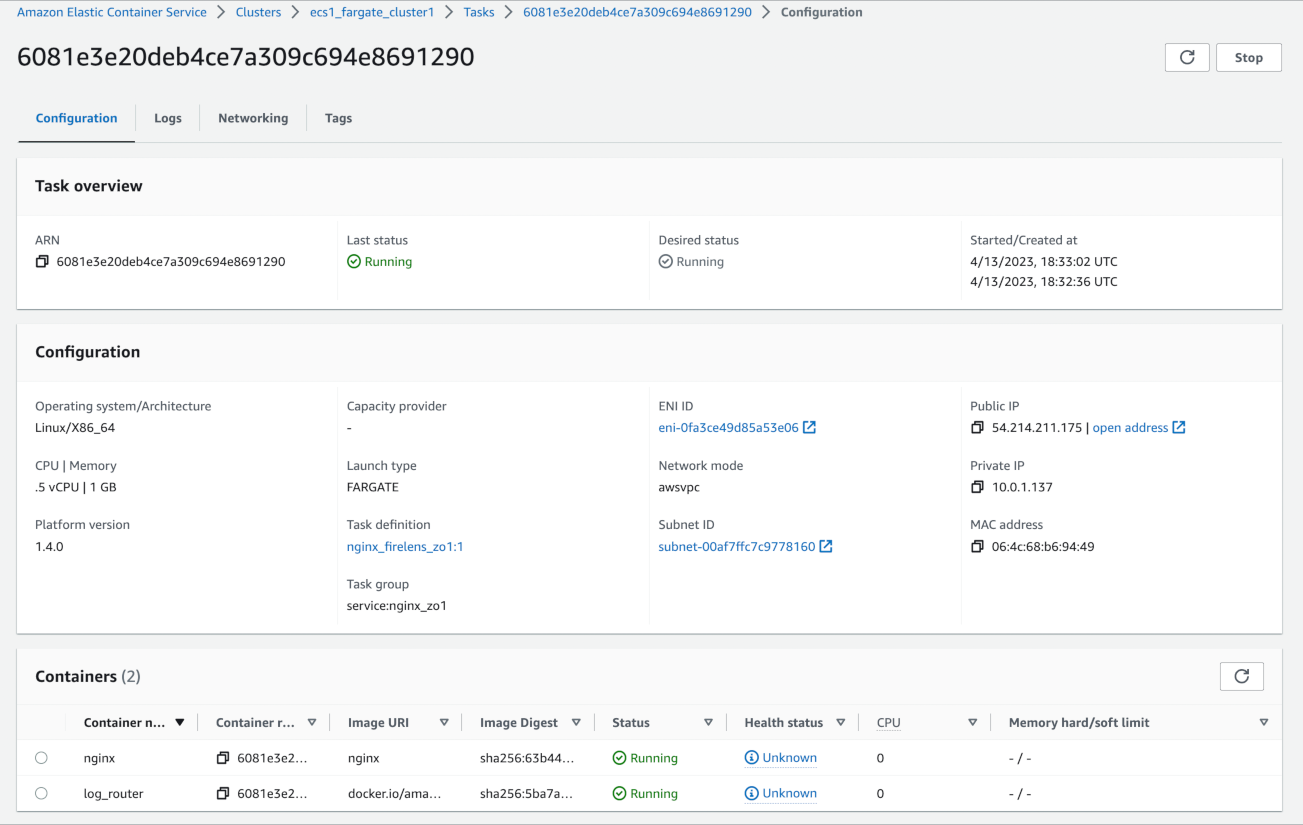 Amazon Elastic Container Service > Clusters > ecs1_fargate_cluster1 > Tasks > 6081e3e20deb4ce7a309c694e8691290 > Configuration
6081e3e20deb4ce7a309c694e8691290
Stop
Configuration Logs Networking Tags
Task overview
ARN Last status Desired status Started/Created at
6081e3e20deb4ce7a309c694e8691290 Running Running 4/13/2023, 18:33:02 UTC
4/13/2023, 18:32:36 UTC
Configuration
Operating system/Architecture Capacity provider ENI ID Public IP
Linux/X86_64 - eni-0fa3ce49d85a53e06 54.214.211.175 | open address
CPU | Memory Launch type Network mode Private IP
.5 vCPU | 1 GB FARGATE awsvpc 10.0.1.137
Platform version Task definition Subnet ID MAC address
1.4.0 nginx_firelens_zo1:1 subnet-00af7ffc7c9778160 06:4c:68:b6:94:49
Task group
service:nginx_zo1
Containers (2)
Container n... Container r... Image URI Image Digest Status Health status CPU Memory hard/soft limit
nginx 6081e3e2... nginx sha256:63b44... Running Unknown 0 - / -
log_router 6081e3e2... docker.io/ama... sha256:5ba7a... Running Unknown 0 - / -